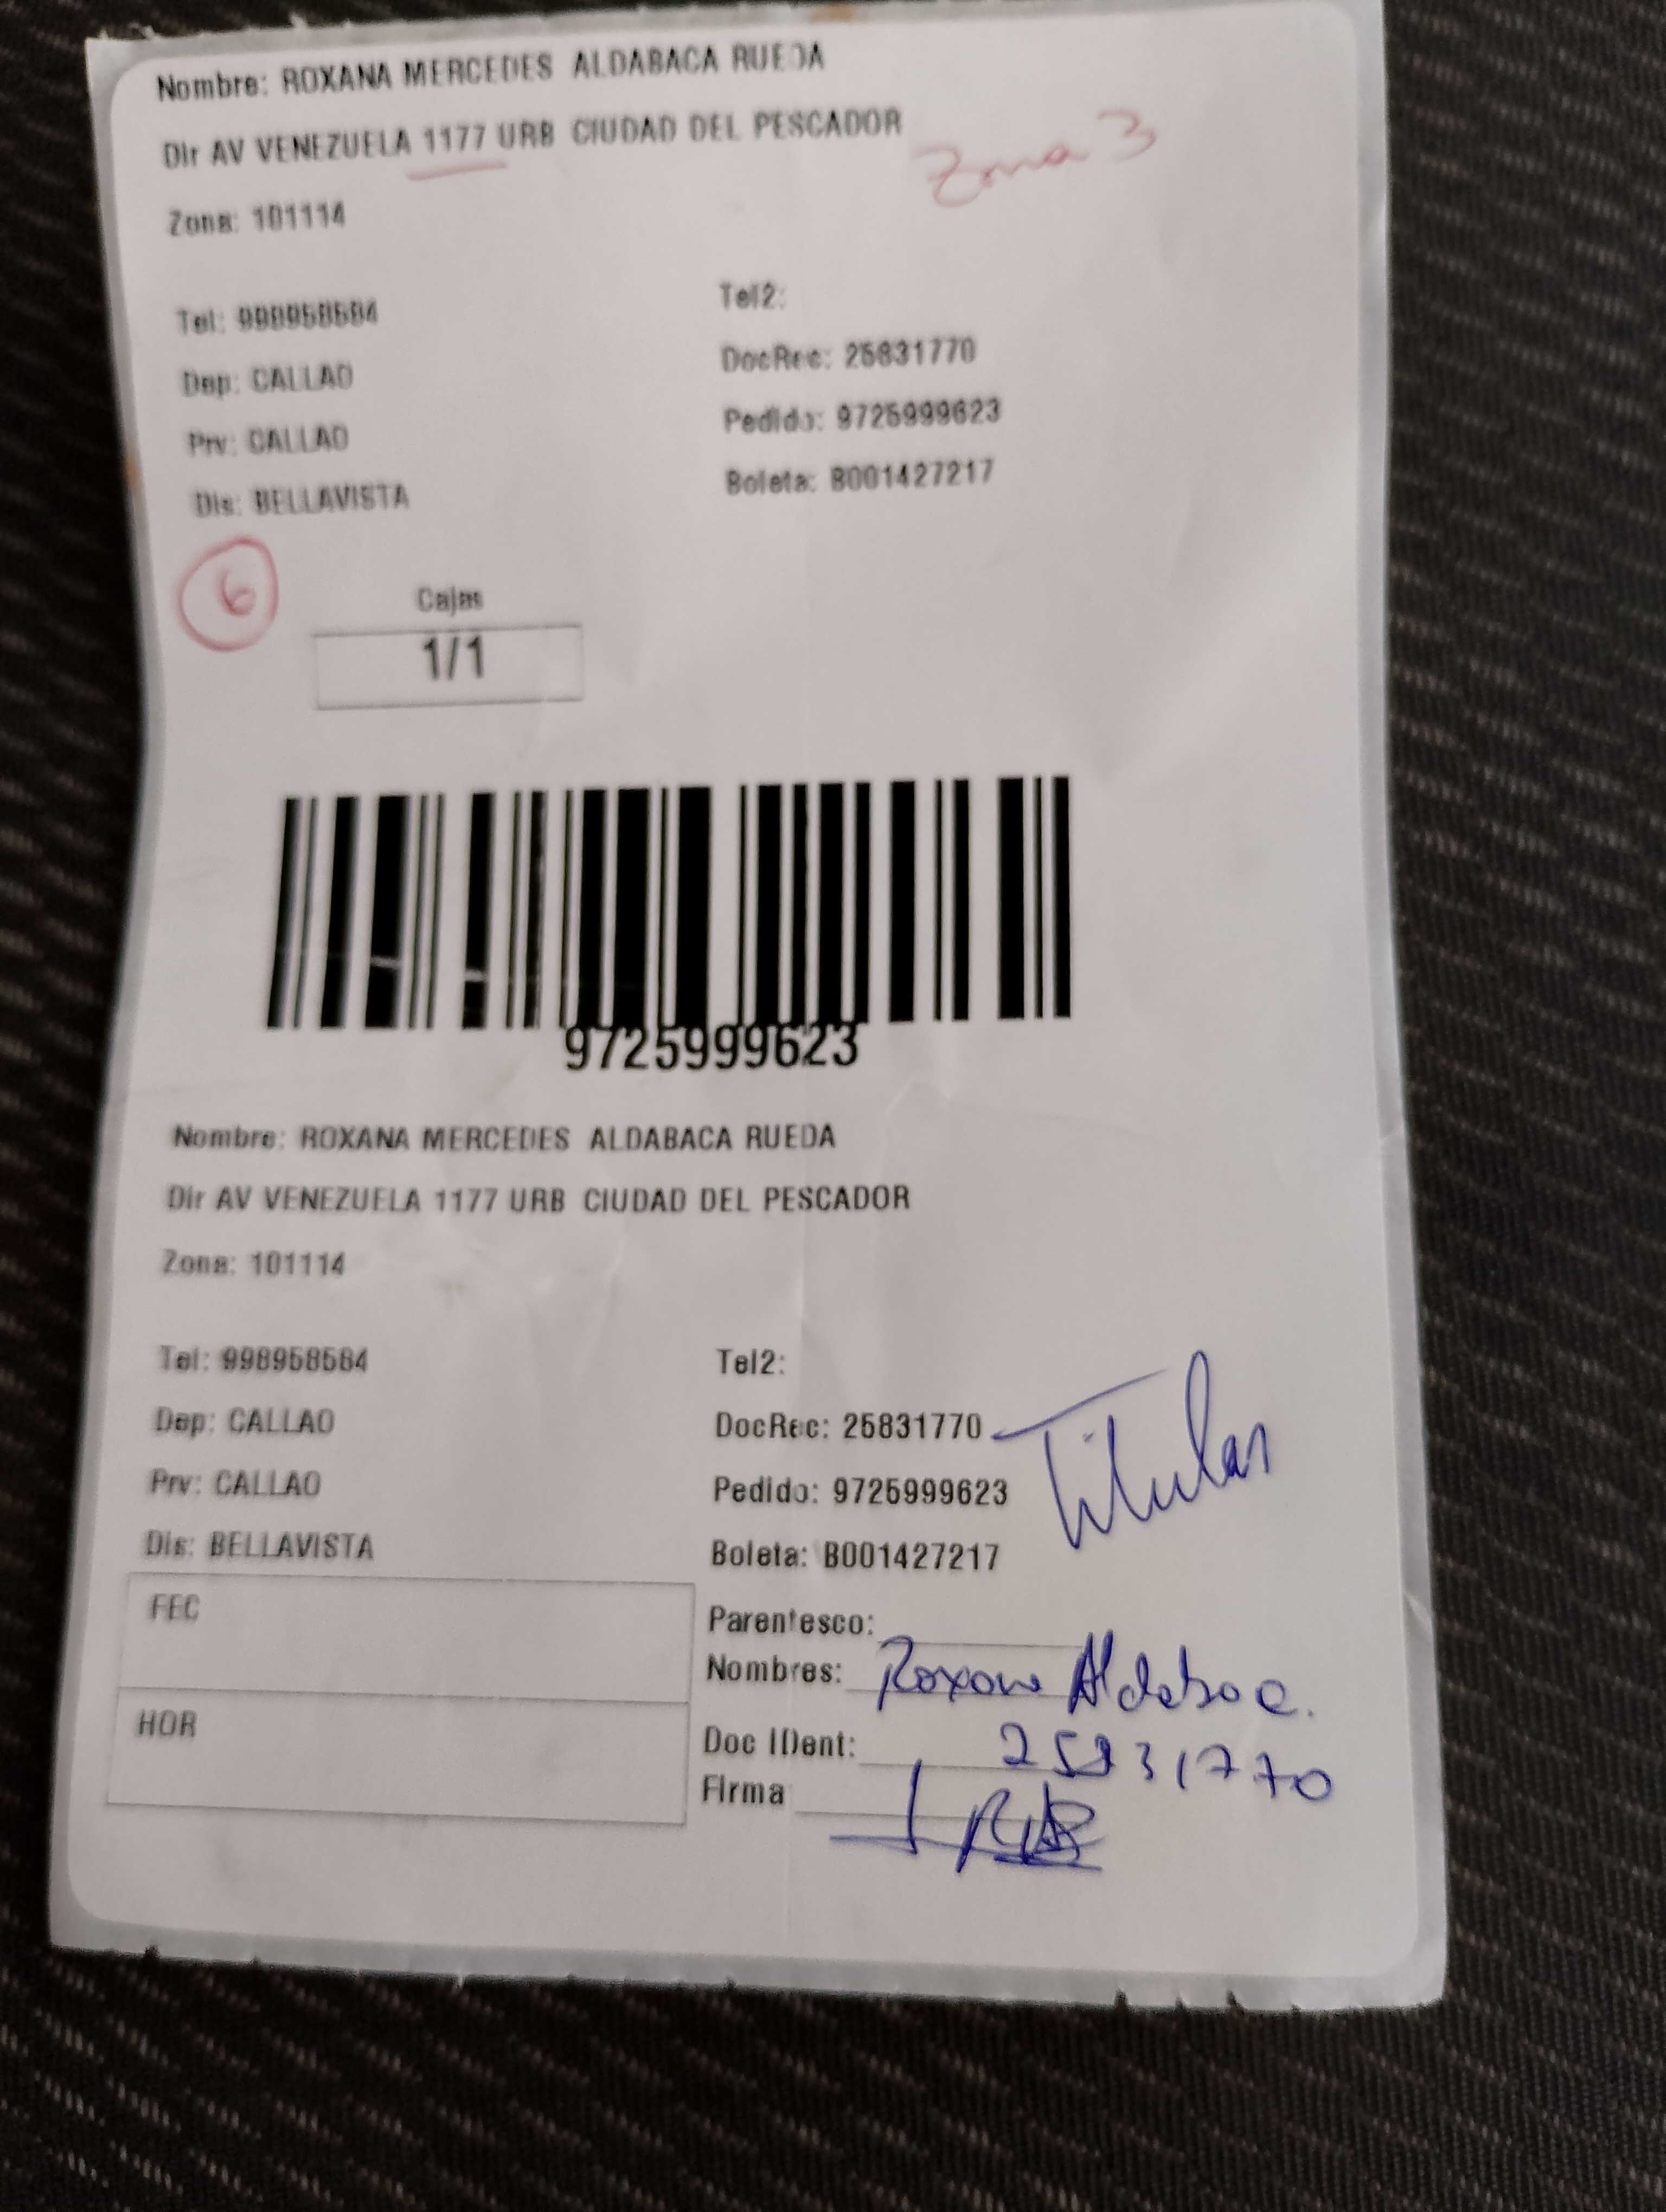 Nombre: ROXANA MERCEDES ALDABACA RUEDA
Dir AV VENEZUELA 1177 URB CIUDAD DEL PESCADOR
Zona 3
Zona: 101114
Tel: 998958584
Tel2:
Dep: CALLAO
DocRec: 25831770
Prv: CALLAO
Pedido: 9725999623
Dis: BELLAVISTA
Boleta: B001427217
6
Cajas
1/1
9725999623
Nombre: ROXANA MERCEDES ALDABACA RUEDA
Dir AV VENEZUELA 1177 URB CIUDAD DEL PESCADOR
Zona: 101114
Tel: 998958584
Tel2:
Dep: CALLAO
DocRec: 25831770
Titular
Prv: CALLAO
Pedido: 9725999623
Dis: BELLAVISTA
Boleta: B001427217
FEC
Parentesco:
Nombres: Roxana Aldabaca.
HOR
Doc IDent: 25831770
Firma